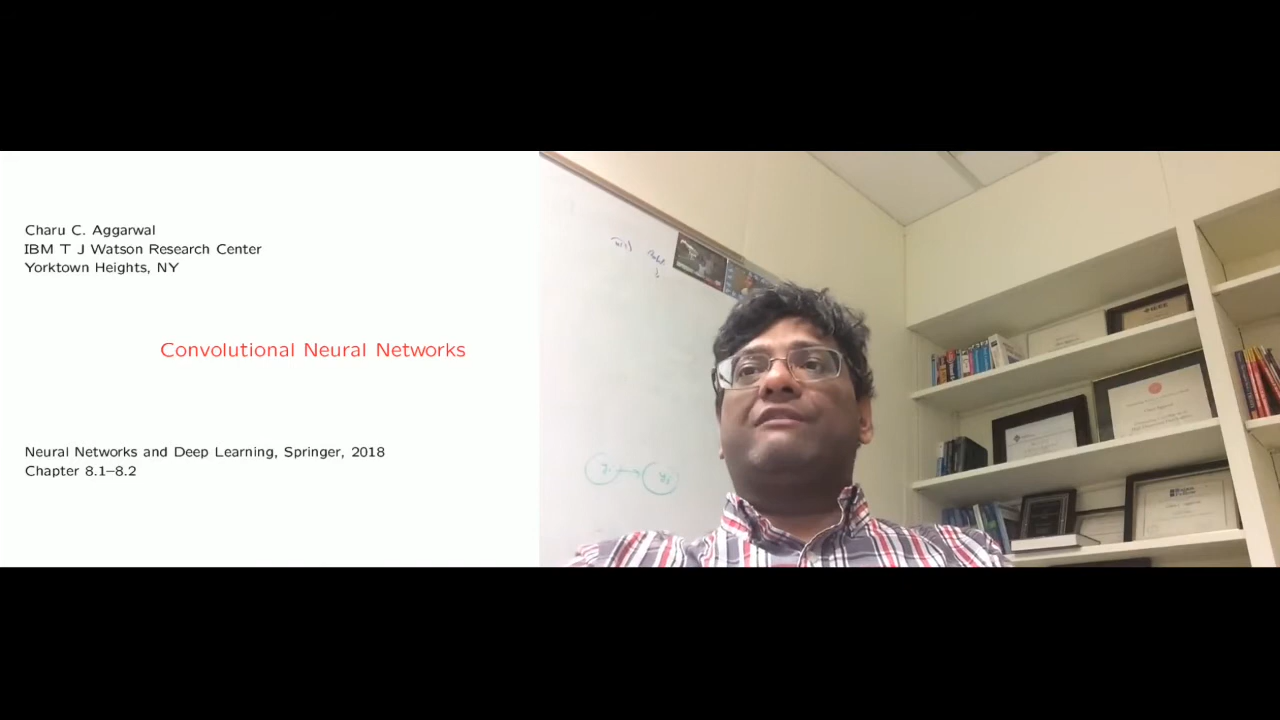 Charu C. Aggarwal
IBM T J Watson Research Center
Yorktown Heights, NY
Convolutional Neural Networks
Neural Networks and Deep Learning, Springer, 2018
Chapter 8.1–8.2